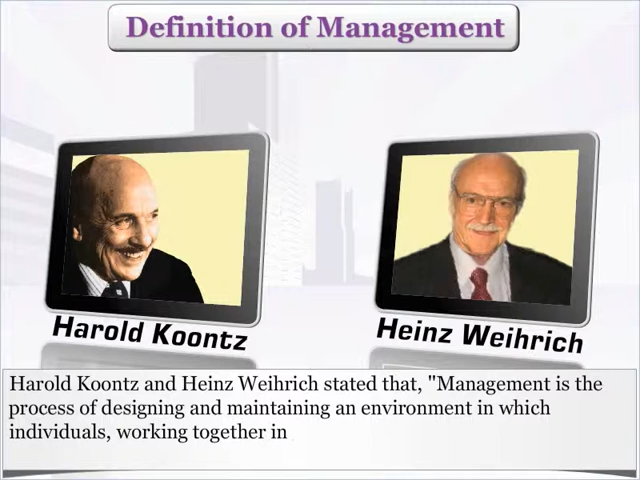 Definition of Management
Harold Koontz
Heinz Weihrich
Harold Koontz and Heinz Weihrich stated that, "Management is the
process of designing and maintaining an environment in which
individuals, working together in